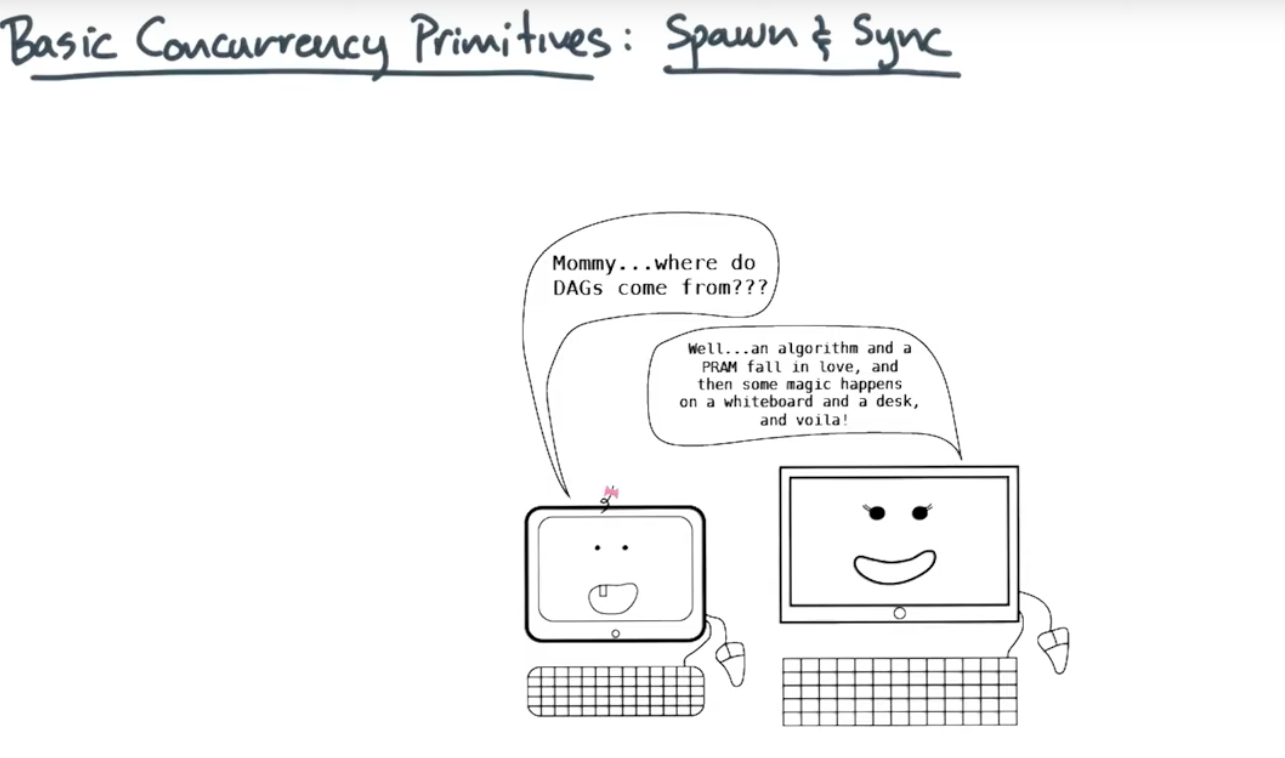 Basic Concurrency Primitives: Spawn & Sync
Mommy...where do
DAGs come from???
Well...an algorithm and a
PRAM fall in love, and
then some magic happens
on a whiteboard and a desk,
and voila!